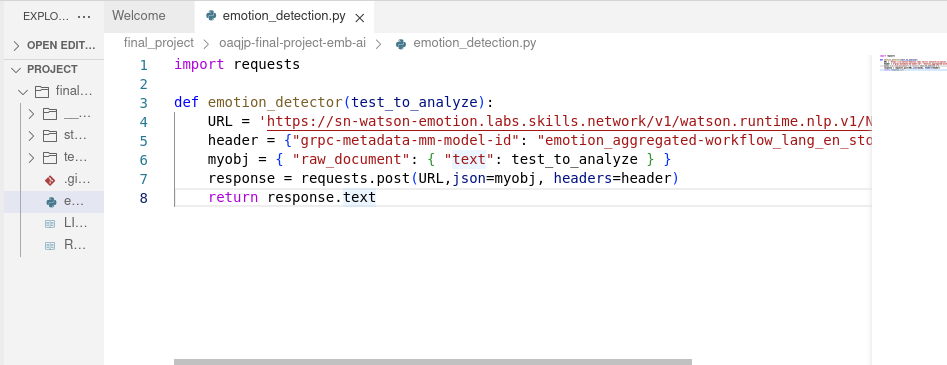 EXPLO... ...
Welcome
emotion_detection.py
OPEN EDIT...
PROJECT
final_project > oaqjp-final-project-emb-ai > emotion_detection.py
final...
__...
st...
te...
.gi...
e...
LI...
R...
1 import requests
2
3 def emotion_detector(test_to_analyze):
4 URL = 'https://sn-watson-emotion.labs.skills.network/v1/watson.runtime.nlp.v1/N
5 header = {"grpc-metadata-mm-model-id": "emotion_aggregated-workflow_lang_en_sto
6 myobj = { "raw_document": { "text": test_to_analyze } }
7 response = requests.post(URL,json=myobj, headers=header)
8 return response.text